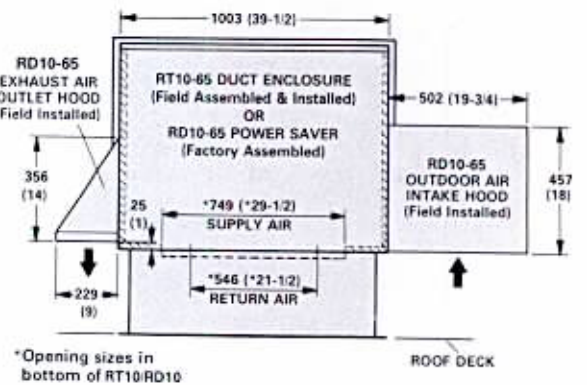 1003 (39-1/2)
RD10-65
EXHAUST AIR
OUTLET HOOD
(Field Installed)
RT10-65 DUCT ENCLOSURE
(Field Assembled & Installed)
OR
RD10-65 POWER SAVER
(Factory Assembled)
502 (19-3/4)
356
(14)
RD10-65
OUTDOOR AIR
INTAKE HOOD
(Field Installed)
457
(18)
25
(1)
*749 (*29-1/2)
SUPPLY AIR
*546 (*21-1/2)
RETURN AIR
229
(9)
ROOF DECK
*Opening sizes in
bottom of RT10/RD10